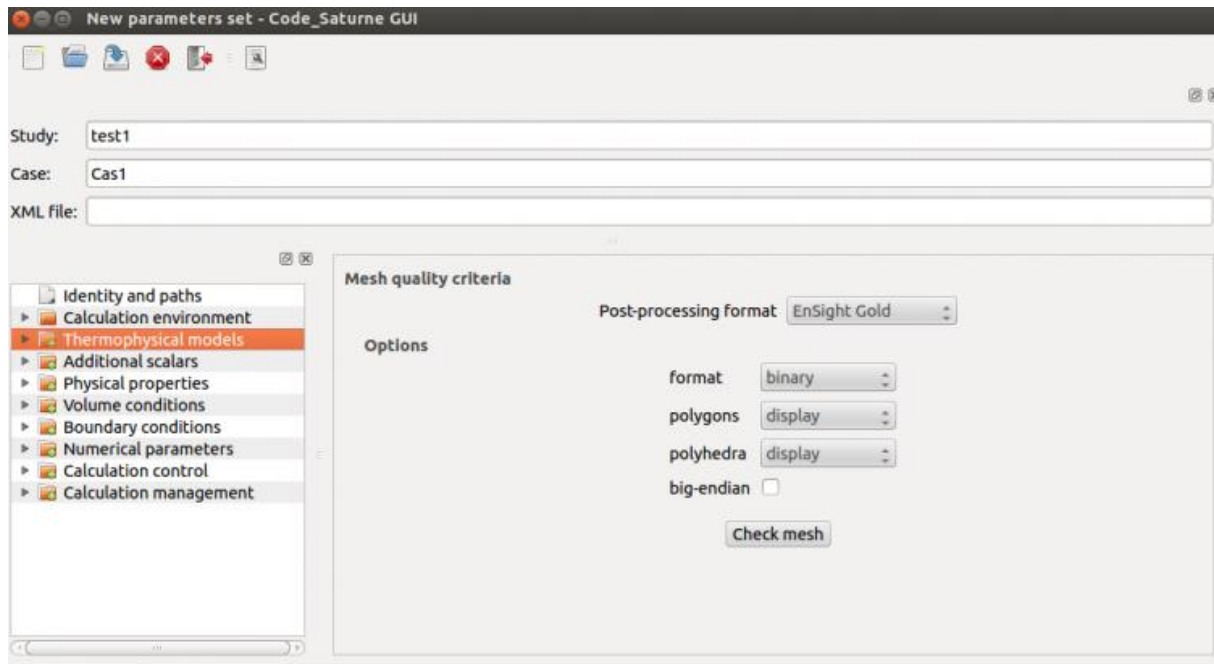 New parameters set - Code_Saturne GUI
Study: test1
Case: Cas1
XML file:
Identity and paths
Calculation environment
Thermophysical models
Additional scalars
Physical properties
Volume conditions
Boundary conditions
Numerical parameters
Calculation control
Calculation management
Mesh quality criteria
Post-processing format EnSight Gold
Options
format binary
polygons display
polyhedra display
big-endian
Check mesh